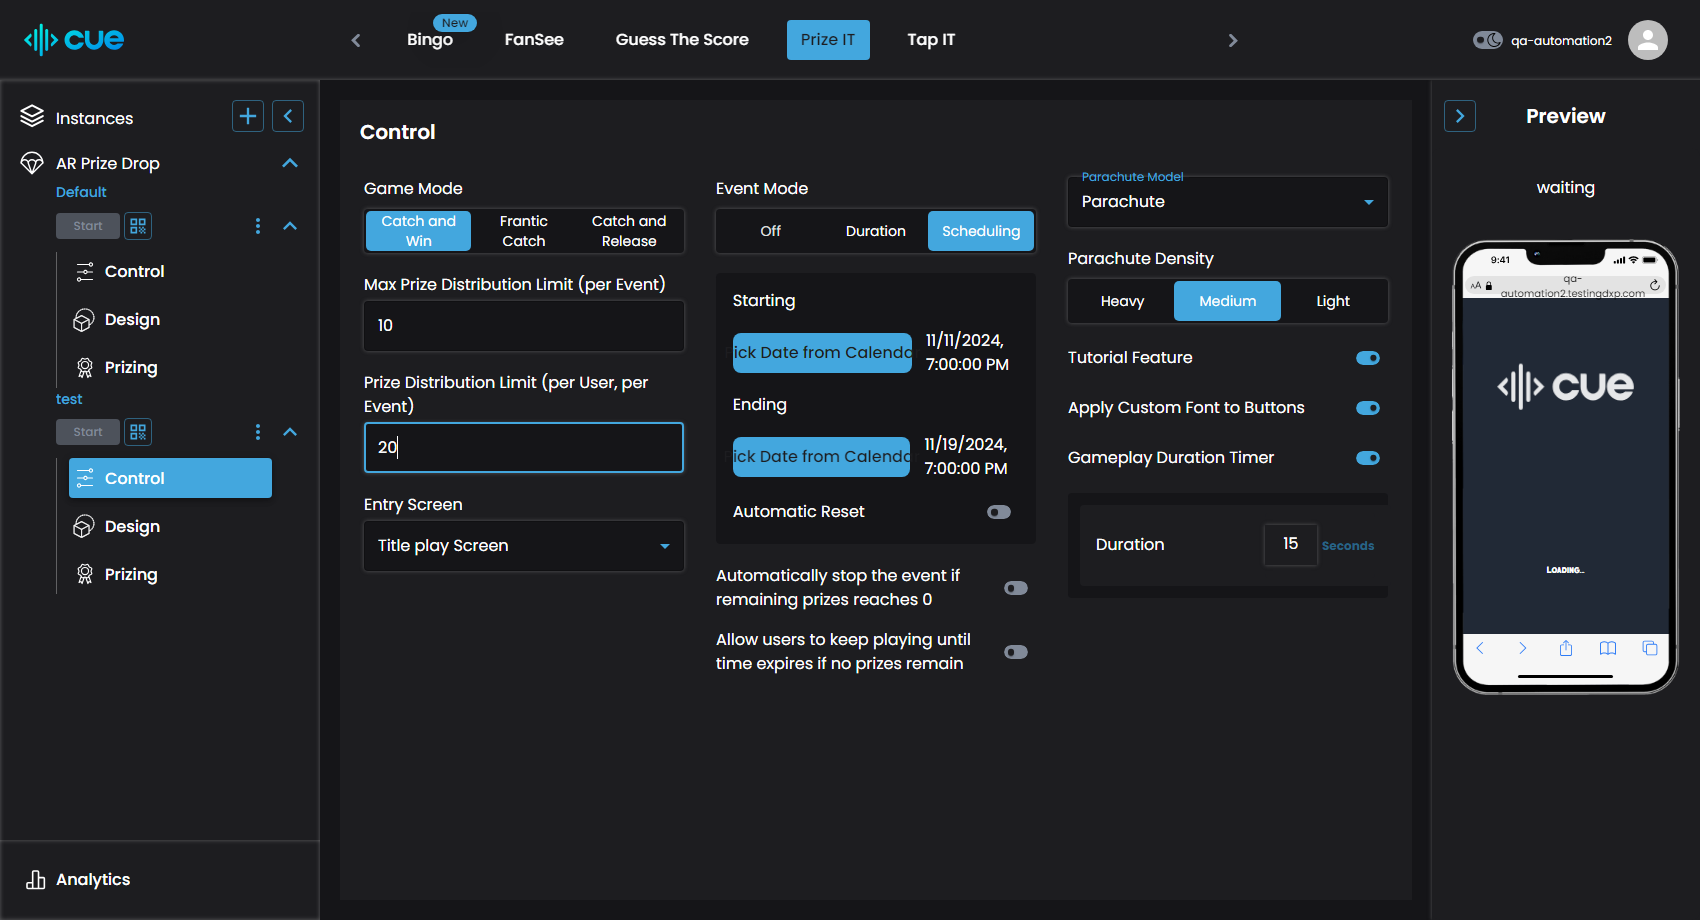 cue
New
Bingo
FanSee
Guess The Score
Prize IT
Tap IT
qa-automation2
Instances
AR Prize Drop
Default
Start
Control
Design
Prizing
test
Start
Control
Design
Prizing
Analytics
Control
Game Mode
Catch and
Win
Frantic
Catch
Catch and
Release
Max Prize Distribution Limit (per Event)
10
Prize Distribution Limit (per User, per
Event)
20
Entry Screen
Title play Screen
Event Mode
Off
Duration
Scheduling
Starting
ick Date from Calenda
11/11/2024,
7:00:00 PM
Ending
ick Date from Calenda
11/19/2024,
7:00:00 PM
Automatic Reset
Automatically stop the event if
remaining prizes reaches 0
Allow users to keep playing until
time expires if no prizes remain
Parachute Model
Parachute
Parachute Density
Heavy
Medium
Light
Tutorial Feature
Apply Custom Font to Buttons
Gameplay Duration Timer
Duration
15
Seconds
Preview
waiting
9:41
AA
qa-
automation2.testingdxp.com
cue
LOADING...